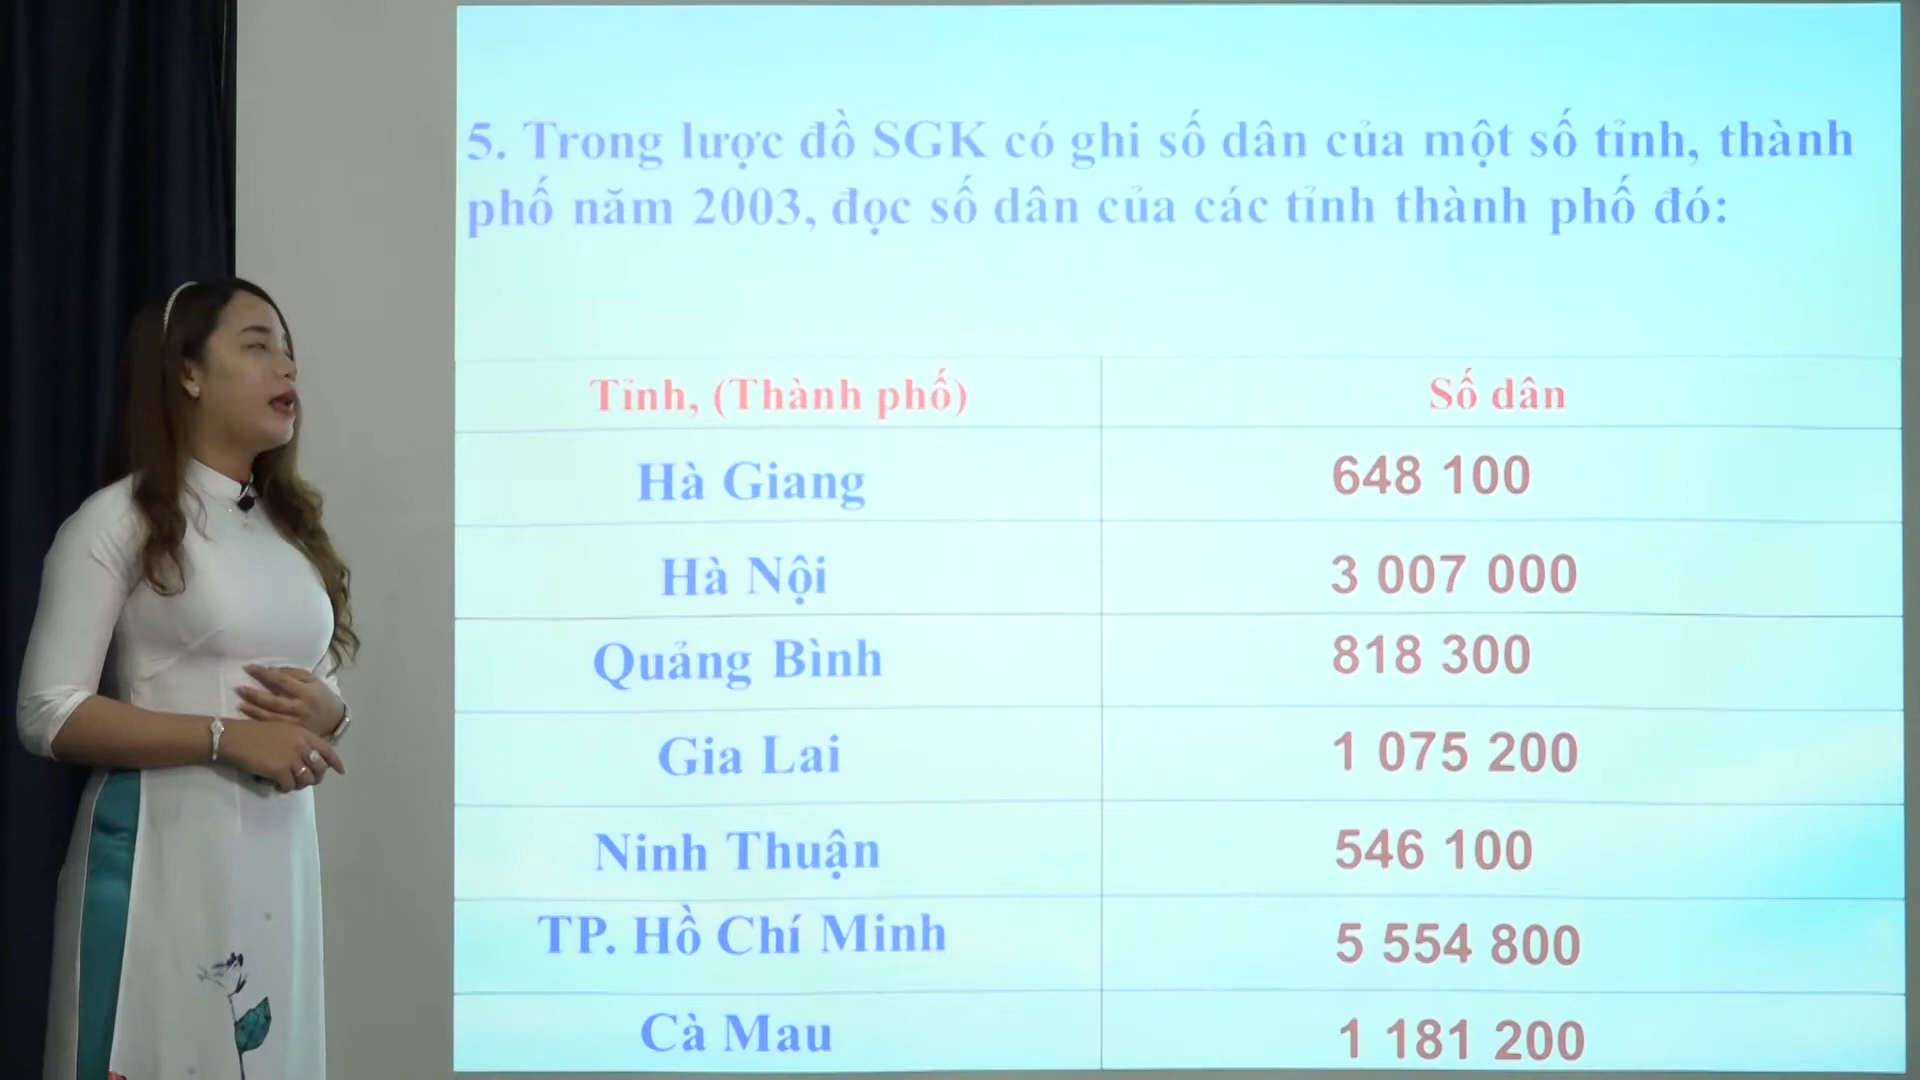 5. Trong lược đồ SGK có ghi số dân của một số tỉnh, thành
phố năm 2003, đọc số dân của các tỉnh thành phố đó:
Tỉnh, (Thành phố) Số dân
Hà Giang 648 100
Hà Nội 3 007 000
Quảng Bình 818 300
Gia Lai 1 075 200
Ninh Thuận 546 100
TP. Hồ Chí Minh 5 554 800
Cà Mau 1 181 200